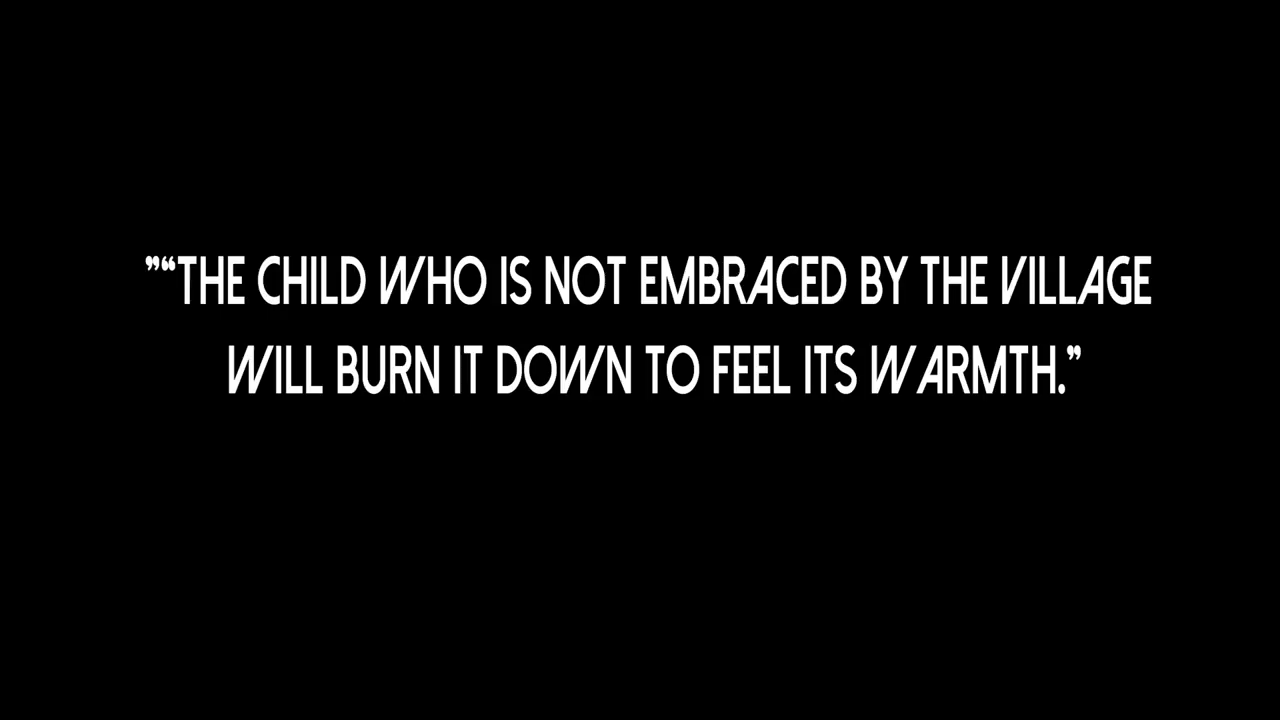 ”“THE CHILD WHO IS NOT EMBRACED BY THE VILLAGE
WILL BURN IT DOWN TO FEEL ITS WARMTH.”